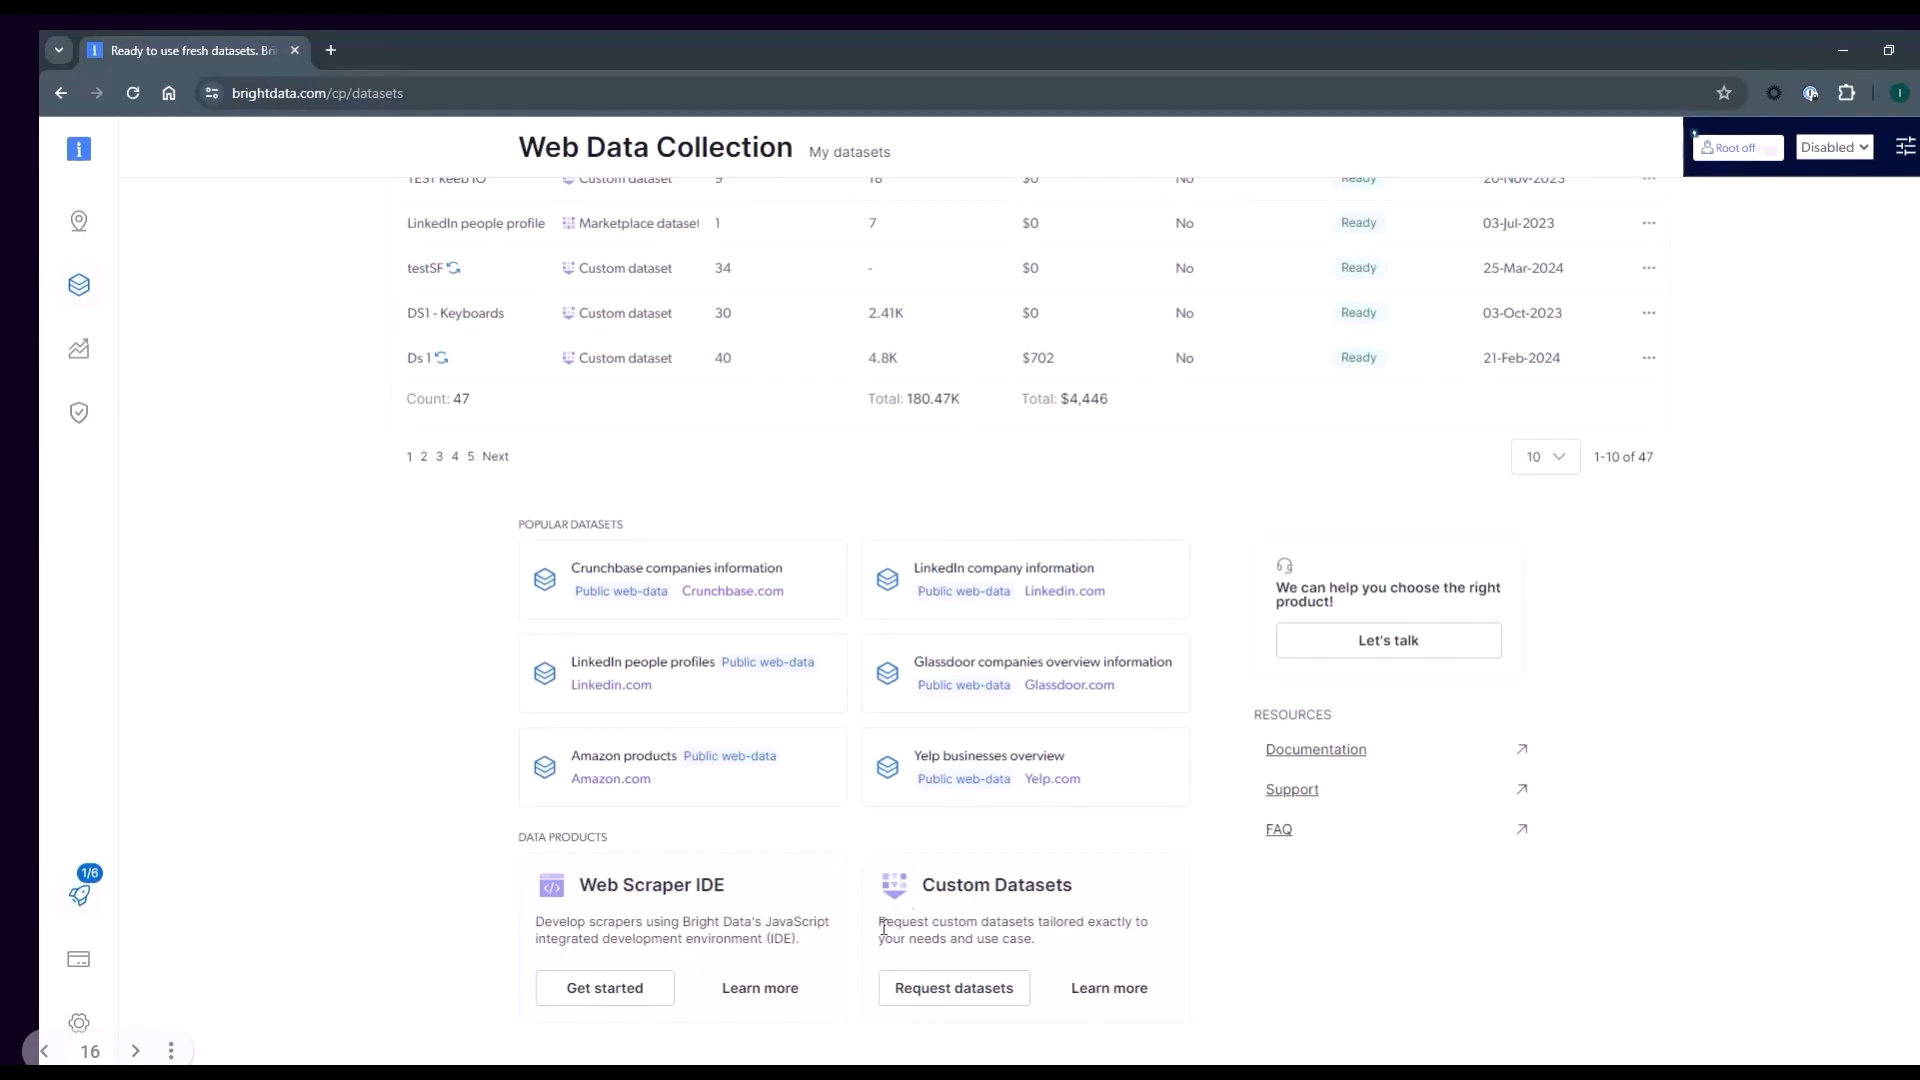 Ready to use fresh datasets. Bri
brightdata.com/cp/datasets
Web Data Collection My datasets
Root off
Disabled
TEST keeb IO Custom dataset 9 18 $0 No Ready 20-Nov-2023 ...
LinkedIn people profile Marketplace dataset 1 7 $0 No Ready 03-Jul-2023 ...
testSF Custom dataset 34 - $0 No Ready 25-Mar-2024 ...
DS1 - Keyboards Custom dataset 30 2.41K $0 No Ready 03-Oct-2023 ...
Ds 1 Custom dataset 40 4.8K $702 No Ready 21-Feb-2024 ...
Count: 47 Total: 180.47K Total: $4,446
1 2 3 4 5 Next 10 1-10 of 47
POPULAR DATASETS
Crunchbase companies information
Public web-data Crunchbase.com
LinkedIn company information
Public web-data Linkedin.com
LinkedIn people profiles Public web-data
Linkedin.com
Glassdoor companies overview information
Public web-data Glassdoor.com
Amazon products Public web-data
Amazon.com
Yelp businesses overview
Public web-data Yelp.com
We can help you choose the right
product!
Let's talk
RESOURCES
Documentation
Support
FAQ
DATA PRODUCTS
Web Scraper IDE
Develop scrapers using Bright Data's JavaScript
integrated development environment (IDE).
Get started Learn more
Custom Datasets
Request custom datasets tailored exactly to
your needs and use case.
Request datasets Learn more
1/6
16